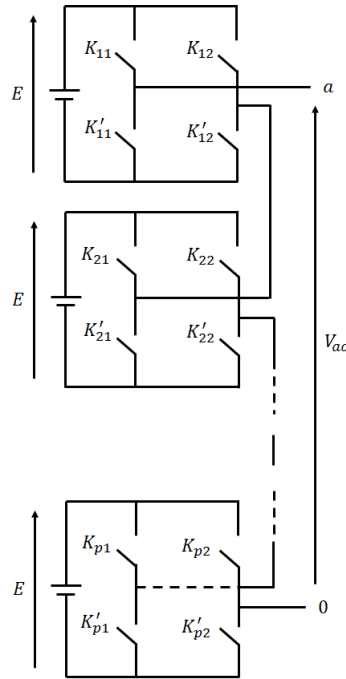 K₁₁
K₁₂
E
a
K′₁₁
K′₁₂
K₂₁
K₂₂
E
K′₂₁
K′₂₂
Vₐₒ
Kₚ₁
Kₚ₂
E
0
K′ₚ₁
K′ₚ₂